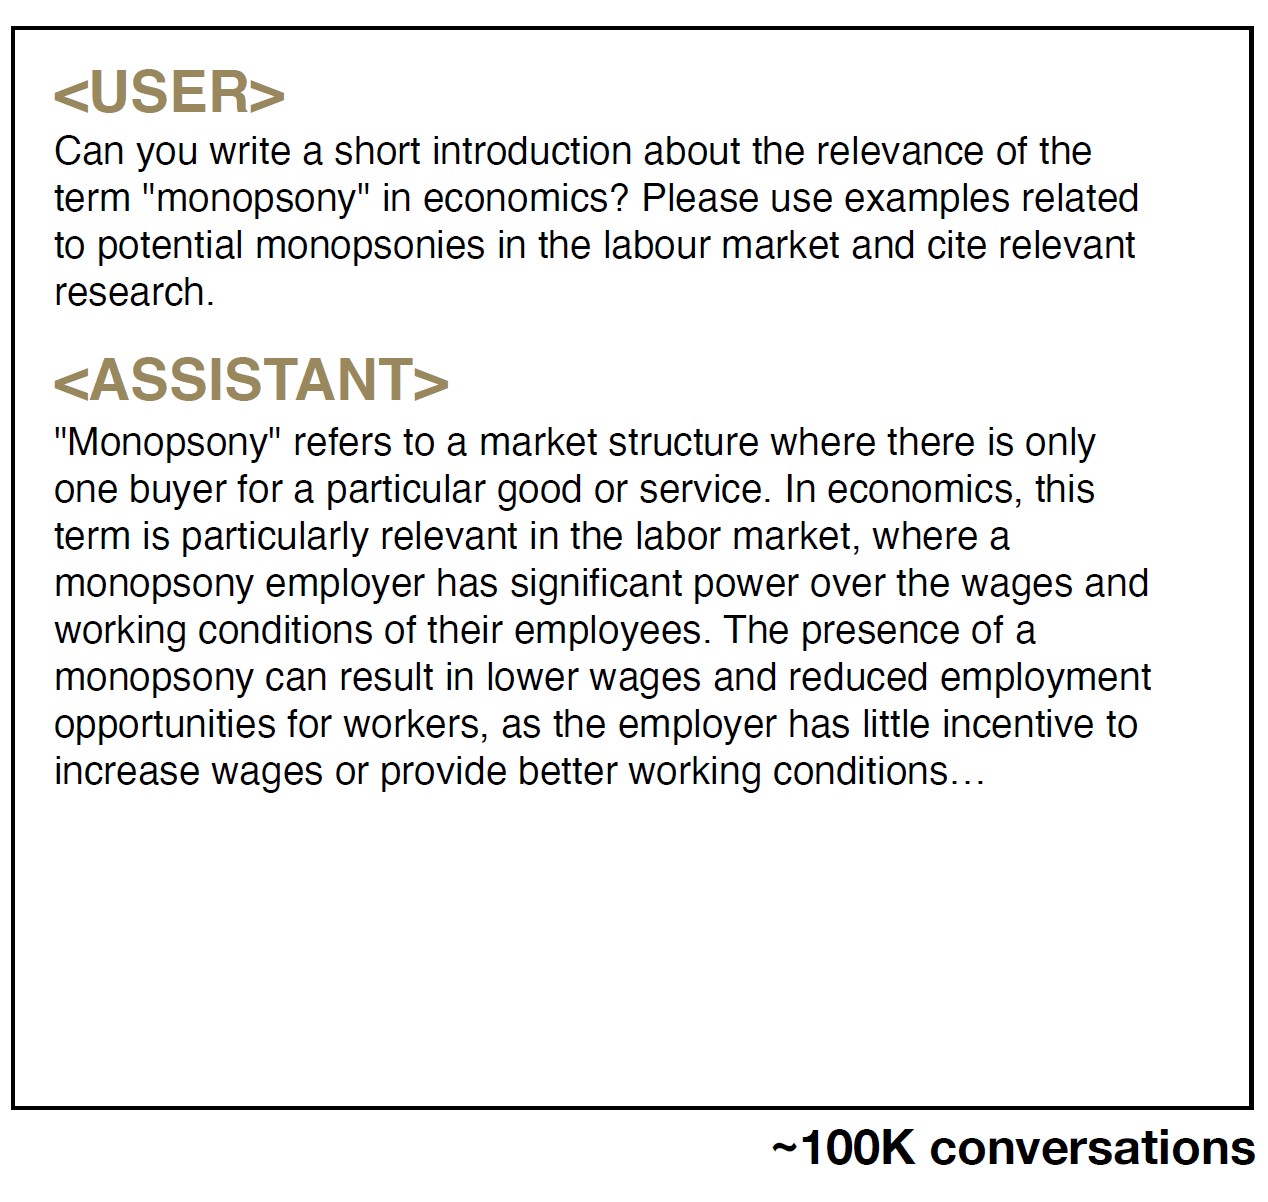 <USER>
Can you write a short introduction about the relevance of the
term "monopsony" in economics? Please use examples related
to potential monopsonies in the labour market and cite relevant
research.
<ASSISTANT>
"Monopsony" refers to a market structure where there is only
one buyer for a particular good or service. In economics, this
term is particularly relevant in the labor market, where a
monopsony employer has significant power over the wages and
working conditions of their employees. The presence of a
monopsony can result in lower wages and reduced employment
opportunities for workers, as the employer has little incentive to
increase wages or provide better working conditions…
~100K conversations